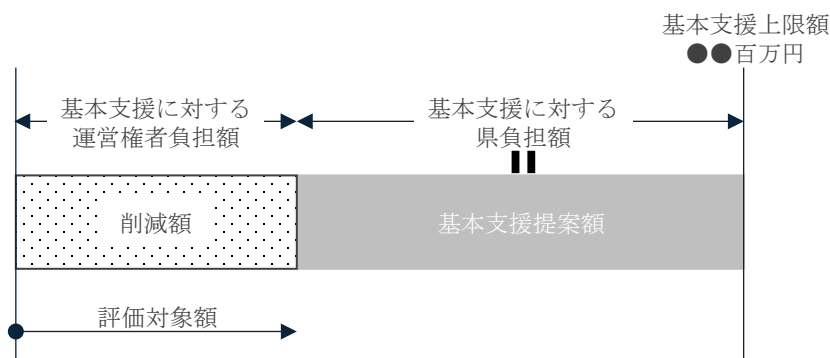 基本支援上限額
●●百万円
基本支援に対する
運営権者負担額
基本支援に対する
県負担額
削減額
基本支援提案額
評価対象額